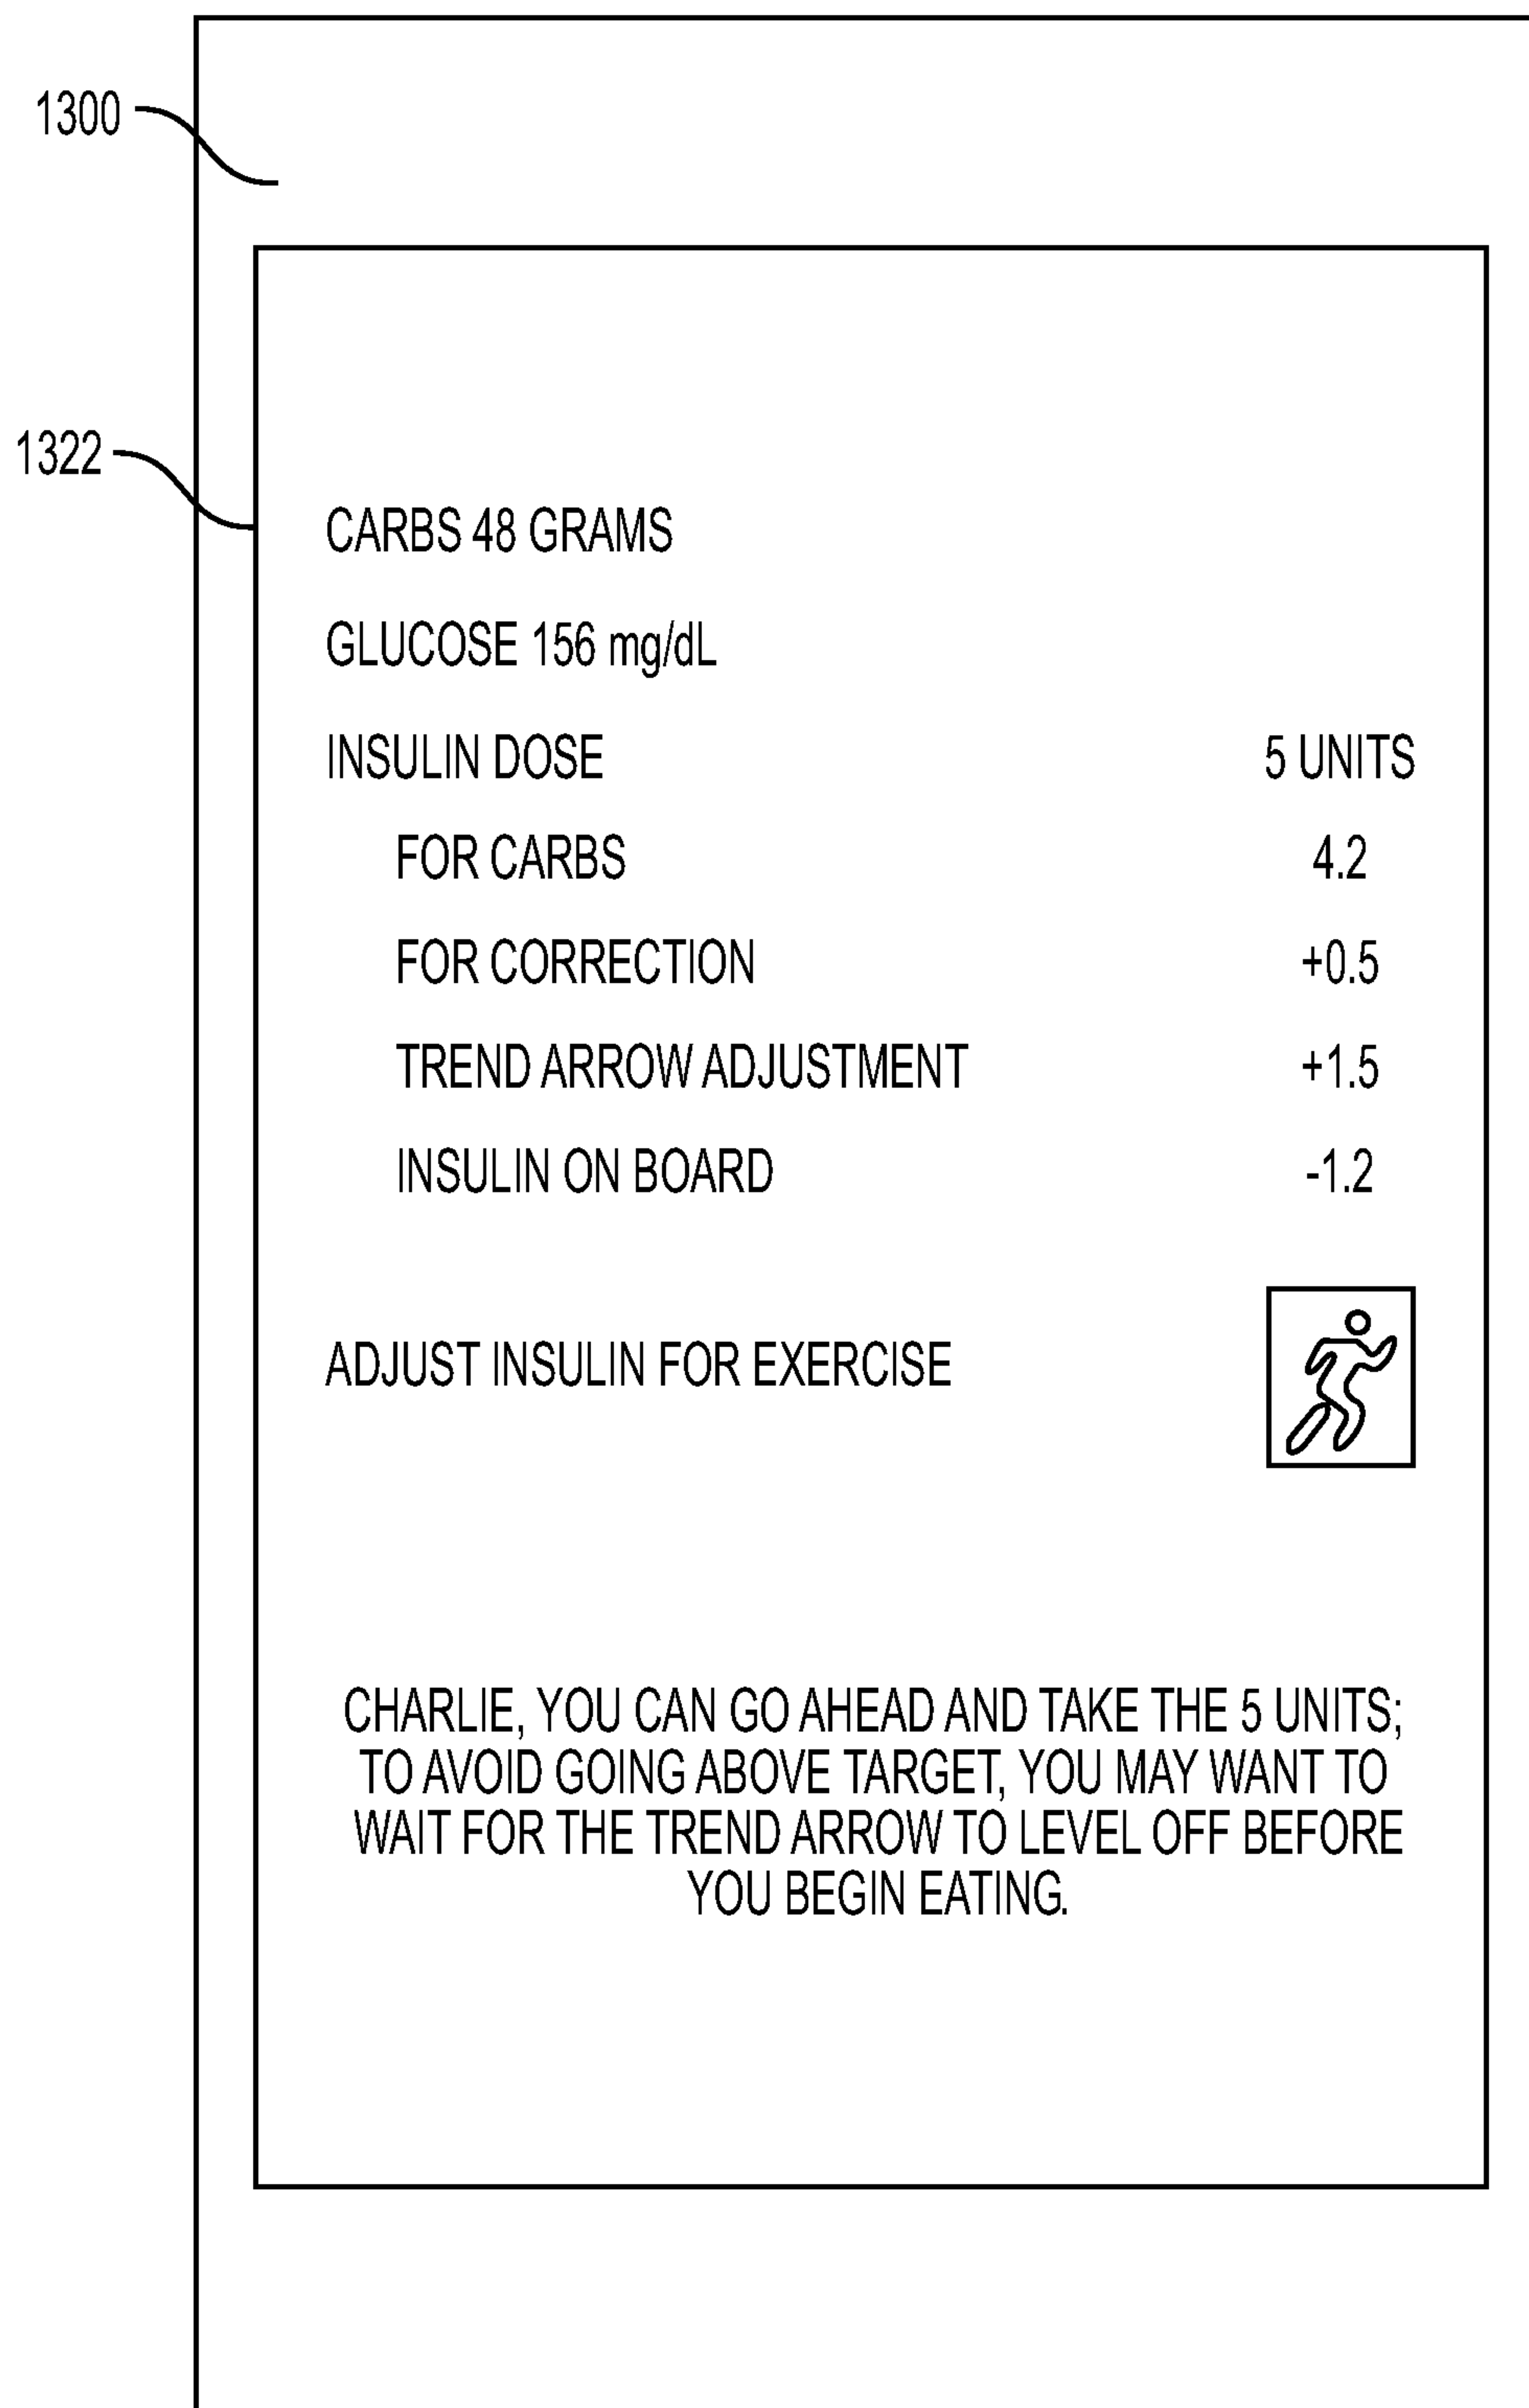 1300
1322
CARBS 48 GRAMS
GLUCOSE 156 mg/dL
INSULIN DOSE 5 UNITS
FOR CARBS 4.2
FOR CORRECTION +0.5
TREND ARROW ADJUSTMENT +1.5
INSULIN ON BOARD -1.2
ADJUST INSULIN FOR EXERCISE
CHARLIE, YOU CAN GO AHEAD AND TAKE THE 5 UNITS;
TO AVOID GOING ABOVE TARGET, YOU MAY WANT TO
WAIT FOR THE TREND ARROW TO LEVEL OFF BEFORE
YOU BEGIN EATING.